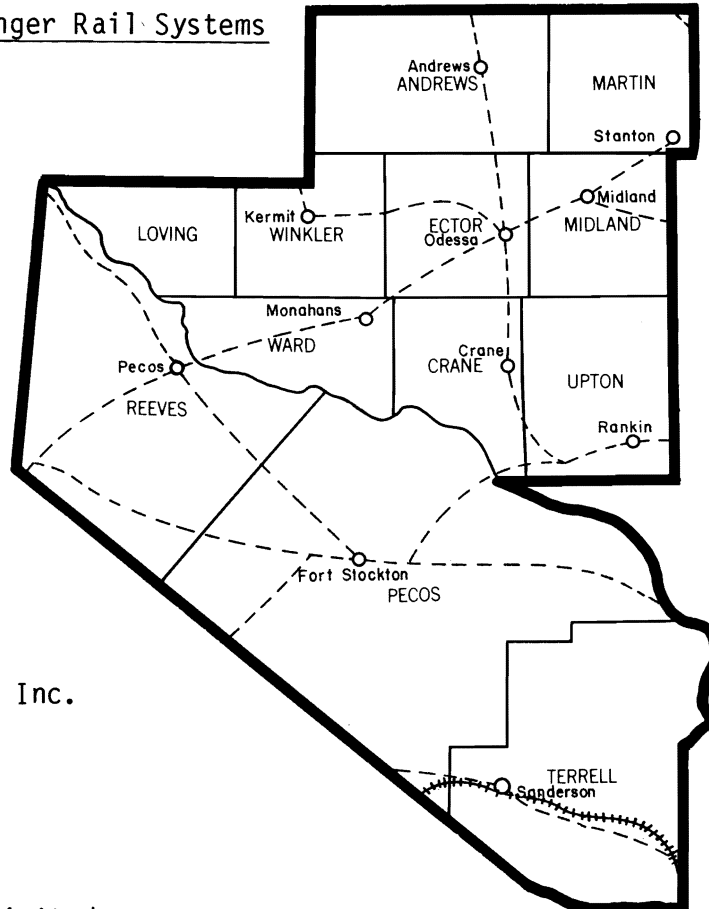 nger Rail Systems
Andrews
ANDREWS
MARTIN
Stanton
Kermit
WINKLER
LOVING
ECTOR
Odessa
Midland
MIDLAND
Monahans
WARD
Crane
CRANE
UPTON
Pecos
REEVES
Rankin
Fort Stockton
PECOS
Inc.
TERRELL
Sanderson